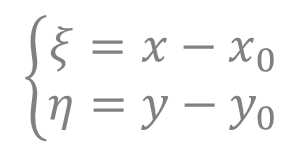 ξ = x − x₀
η = y − y₀